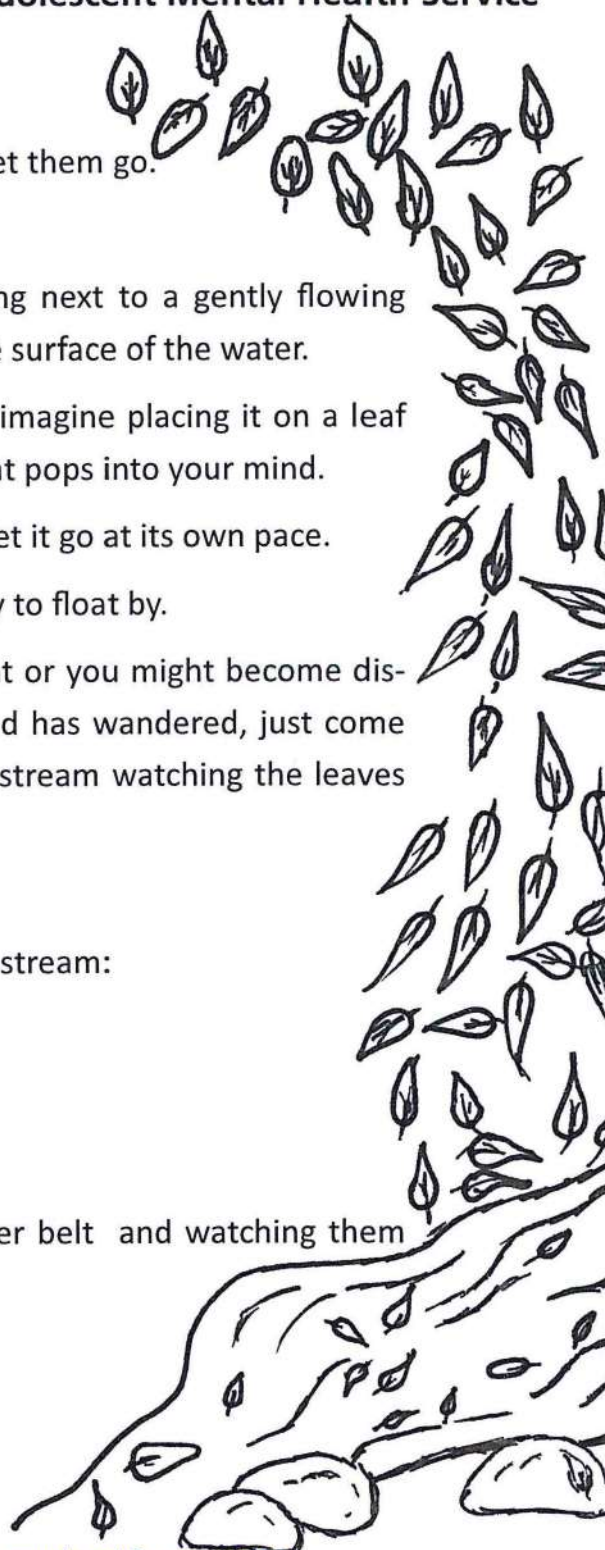 dolescent Mental Health Service
et them go.
ng next to a gently flowing
e surface of the water.
imagine placing it on a leaf
at pops into your mind.
et it go at its own pace.
y to float by.
t or you might become dis-
d has wandered, just come
stream watching the leaves
stream:
er belt and watching them